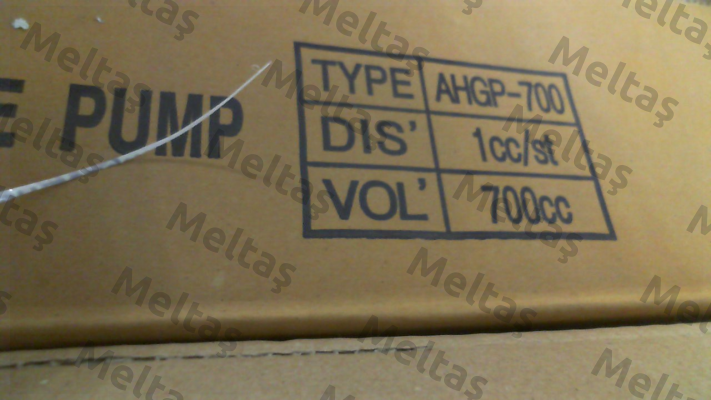 E PUMP
TYPE AHGP-700
DIS' 1cc/st
VOL' 700cc
Meltaş